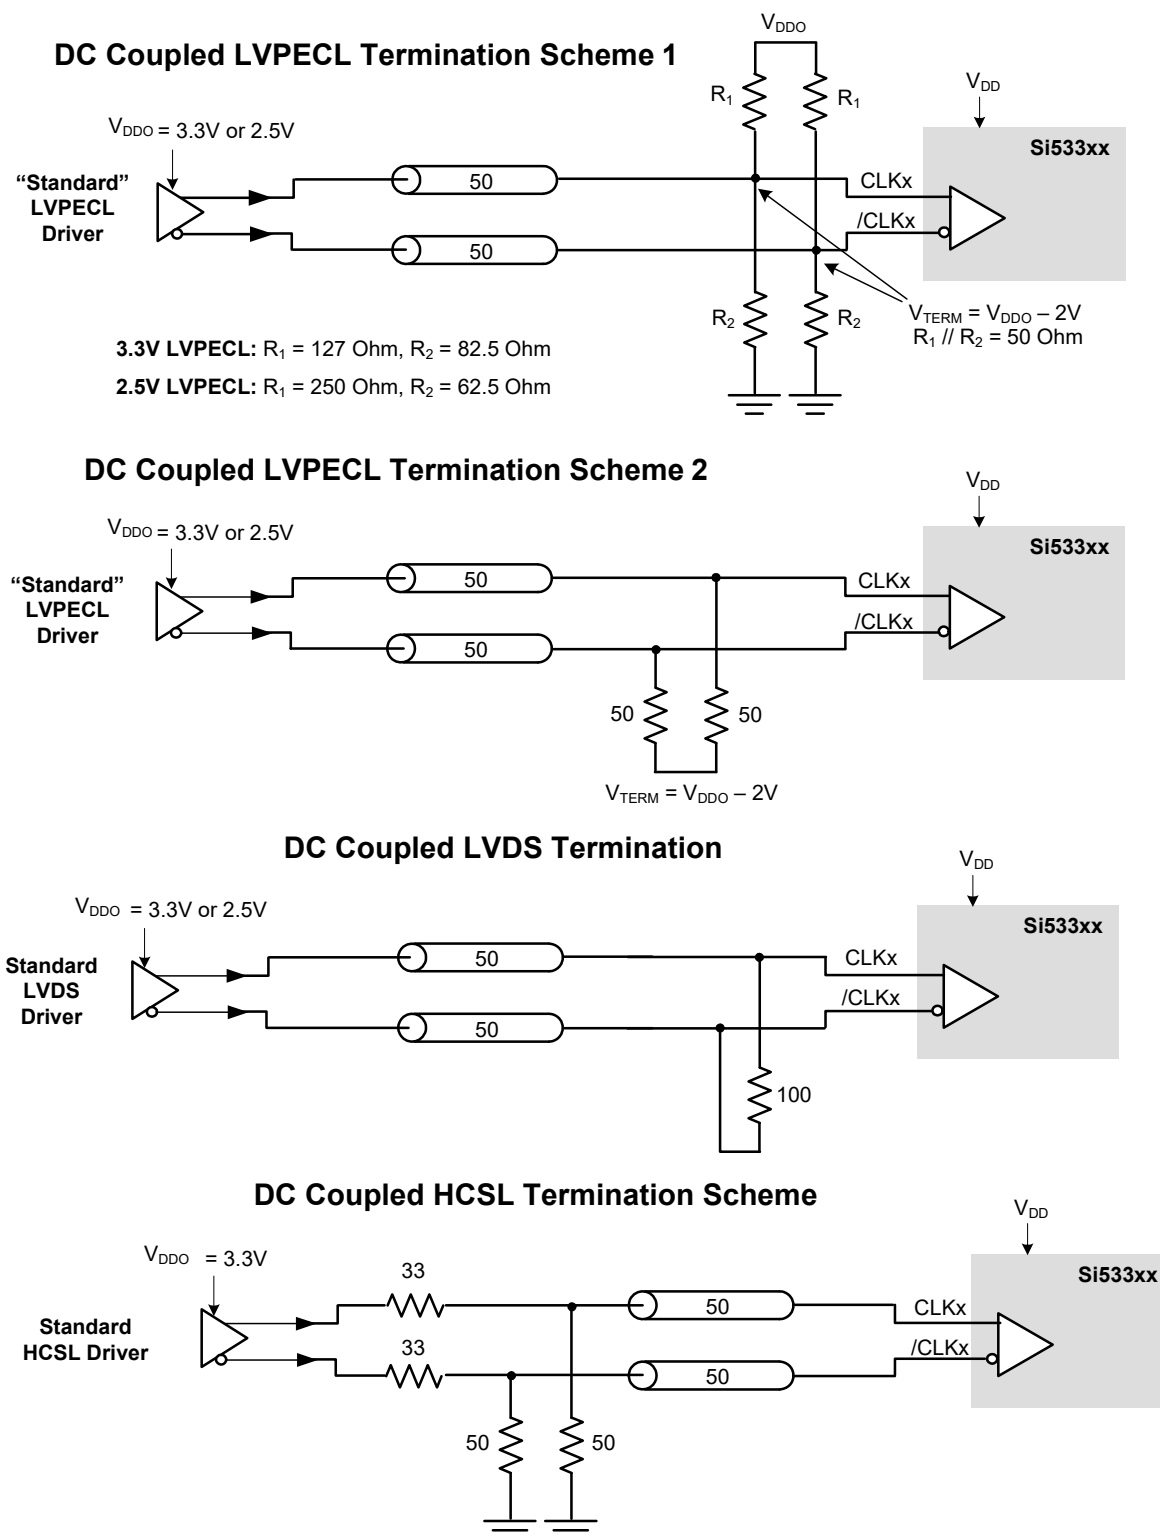 DC Coupled LVPECL Termination Scheme 1
VDDO
R1
R1
VDD
Si533xx
VDDO = 3.3V or 2.5V
"Standard"
LVPECL
Driver
50
50
CLKx
/CLKx
R2
R2
VTERM = VDDO – 2V
R1 // R2 = 50 Ohm
3.3V LVPECL: R1 = 127 Ohm, R2 = 82.5 Ohm
2.5V LVPECL: R1 = 250 Ohm, R2 = 62.5 Ohm
DC Coupled LVPECL Termination Scheme 2
VDD
Si533xx
VDDO = 3.3V or 2.5V
"Standard"
LVPECL
Driver
50
50
CLKx
/CLKx
50
50
VTERM = VDDO – 2V
DC Coupled LVDS Termination
VDD
Si533xx
VDDO = 3.3V or 2.5V
Standard
LVDS
Driver
50
50
CLKx
/CLKx
100
DC Coupled HCSL Termination Scheme
VDD
Si533xx
VDDO = 3.3V
Standard
HCSL Driver
33
33
50
50
CLKx
/CLKx
50
50